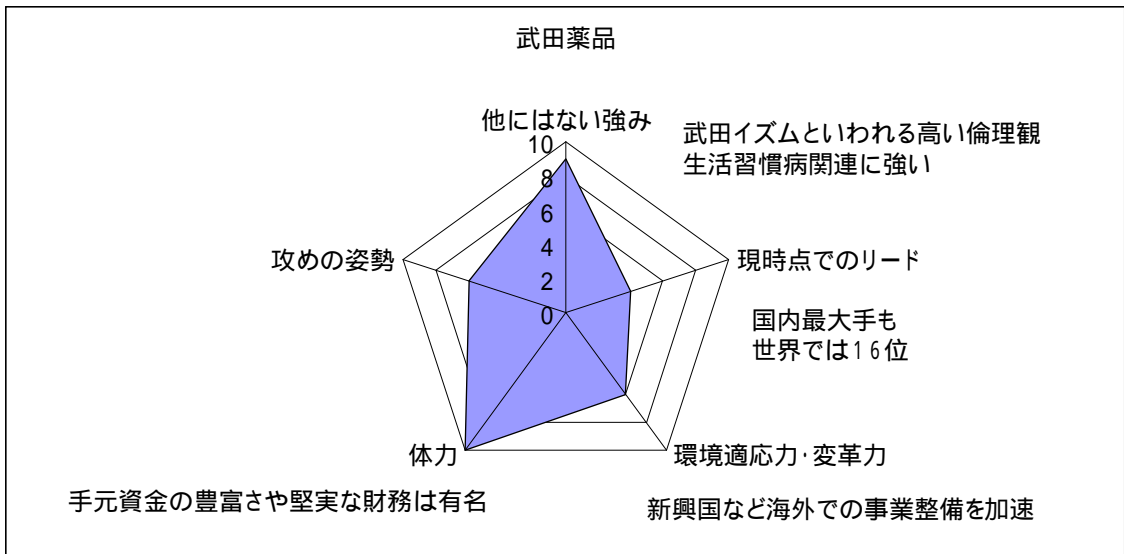 武田薬品
他にはない強み
武田イズムといわれる高い倫理観
生活習慣病関連に強い
10
8
6
4
2
0
攻めの姿勢
現時点でのリード
国内最大手も
世界では16位
体力
環境適応力・変革力
手元資金の豊富さや堅実な財務は有名
新興国など海外での事業整備を加速